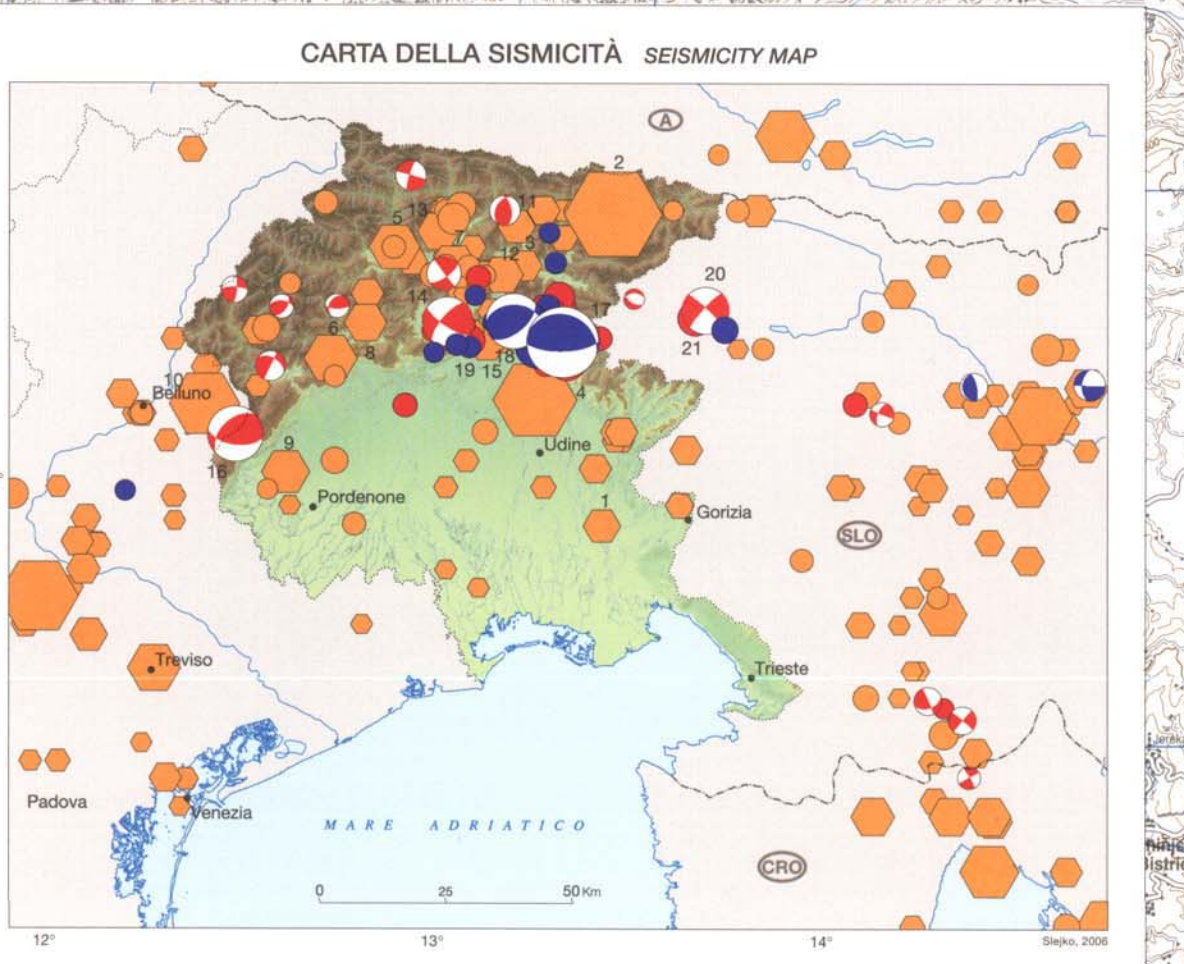 CARTA DELLA SISMICITÀ SEISMICITY MAP
A
2
11
13
5
7
3
12
20
14
17
21
6
18
8
19
15
10
Belluno
4
9
Udine
16
Pordenone
1
Gorizia
SLO
Treviso
Trieste
Padova
Venezia
MARE ADRIATICO
CRO
0 25 50 Km
12° 13° 14°
Slejko, 2006